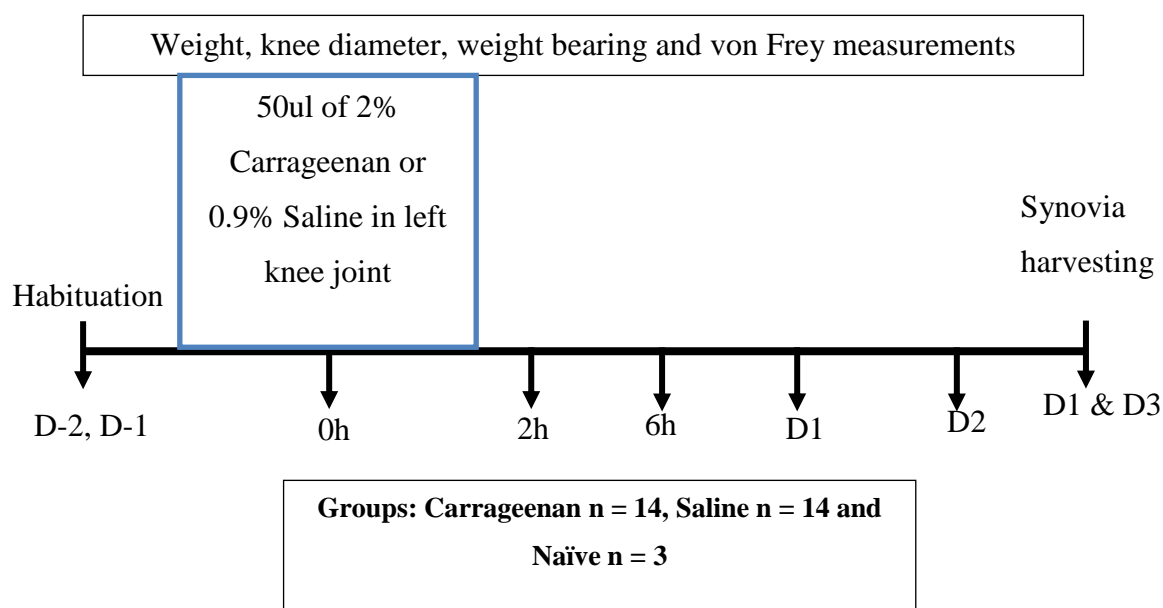 Weight, knee diameter, weight bearing and von Frey measurements
50ul of 2%
Carrageenan or
0.9% Saline in left
knee joint
Synovia
harvesting
Habituation
D-2, D-1
0h
2h
6h
D1
D2
D1 & D3
Groups: Carrageenan n = 14, Saline n = 14 and
Naïve n = 3